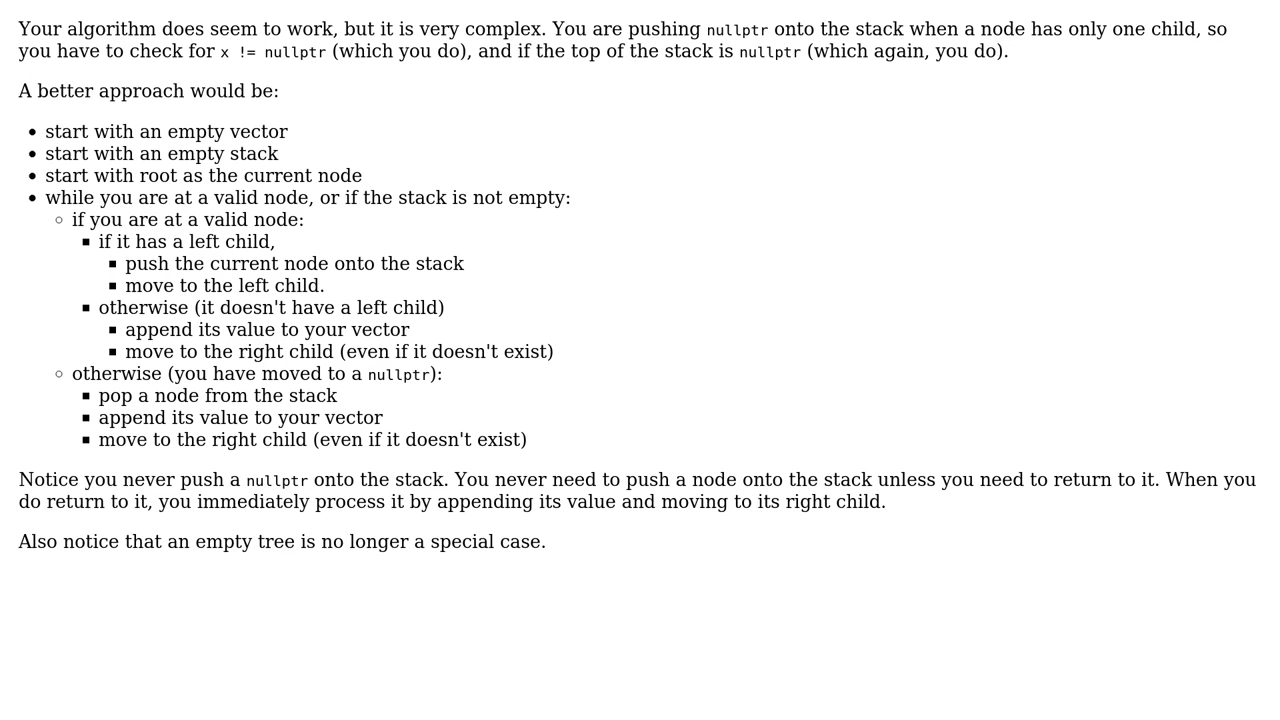 Your algorithm does seem to work, but it is very complex. You are pushing nullptr onto the stack when a node has only one child, so
you have to check for x != nullptr (which you do), and if the top of the stack is nullptr (which again, you do).
A better approach would be:
• start with an empty vector
• start with an empty stack
• start with root as the current node
• while you are at a valid node, or if the stack is not empty:
◦ if you are at a valid node:
▪ if it has a left child,
▪ push the current node onto the stack
▪ move to the left child.
▪ otherwise (it doesn't have a left child)
▪ append its value to your vector
▪ move to the right child (even if it doesn't exist)
◦ otherwise (you have moved to a nullptr):
▪ pop a node from the stack
▪ append its value to your vector
▪ move to the right child (even if it doesn't exist)
Notice you never push a nullptr onto the stack. You never need to push a node onto the stack unless you need to return to it. When you
do return to it, you immediately process it by appending its value and moving to its right child.
Also notice that an empty tree is no longer a special case.